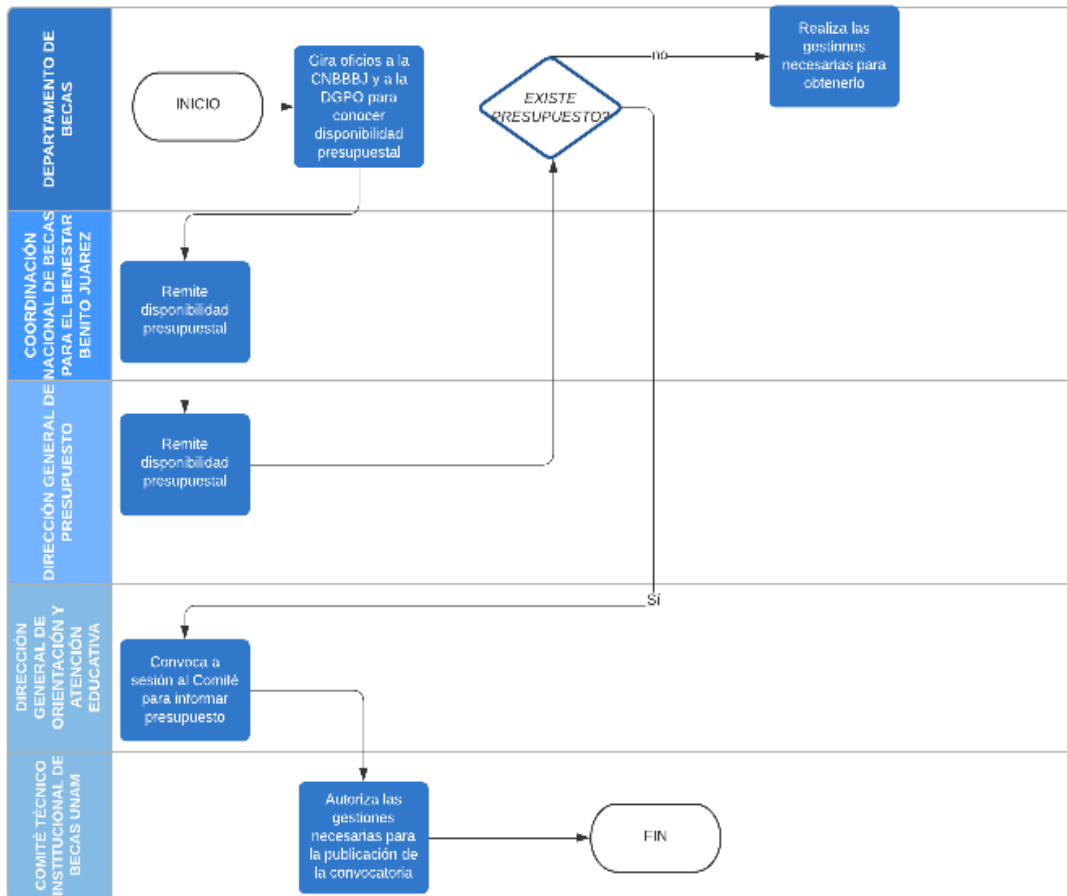 DEPARTAMENTO DE
BECAS
INICIO
Gira oficios a la
CNBBBJ y a la
DGPO para
conocer
disponibilidad
presupuestal
EXISTE
PRESUPUESTO?
no
Realiza las
gestiones
necesarias para
obtenerlo
COORDINACIÓN
NACIONAL DE BECAS
PARA EL BIENESTAR
BENITO JUAREZ
Remite
disponibilidad
presupuestal
DIRECCIÓN GENERAL DE
PRESUPUESTO
Remite
disponibilidad
presupuestal
Sí
DIRECCIÓN
GENERAL DE
ORIENTACIÓN Y
ATENCIÓN
EDUCATIVA
Convoca a
sesión al Comité
para informar
presupuesto
COMITÉ TÉCNICO
INSTITUCIONAL DE
BECAS UNAM
Autoriza las
gestiones
necesarias para
la publicación de
la convocatoria
FIN